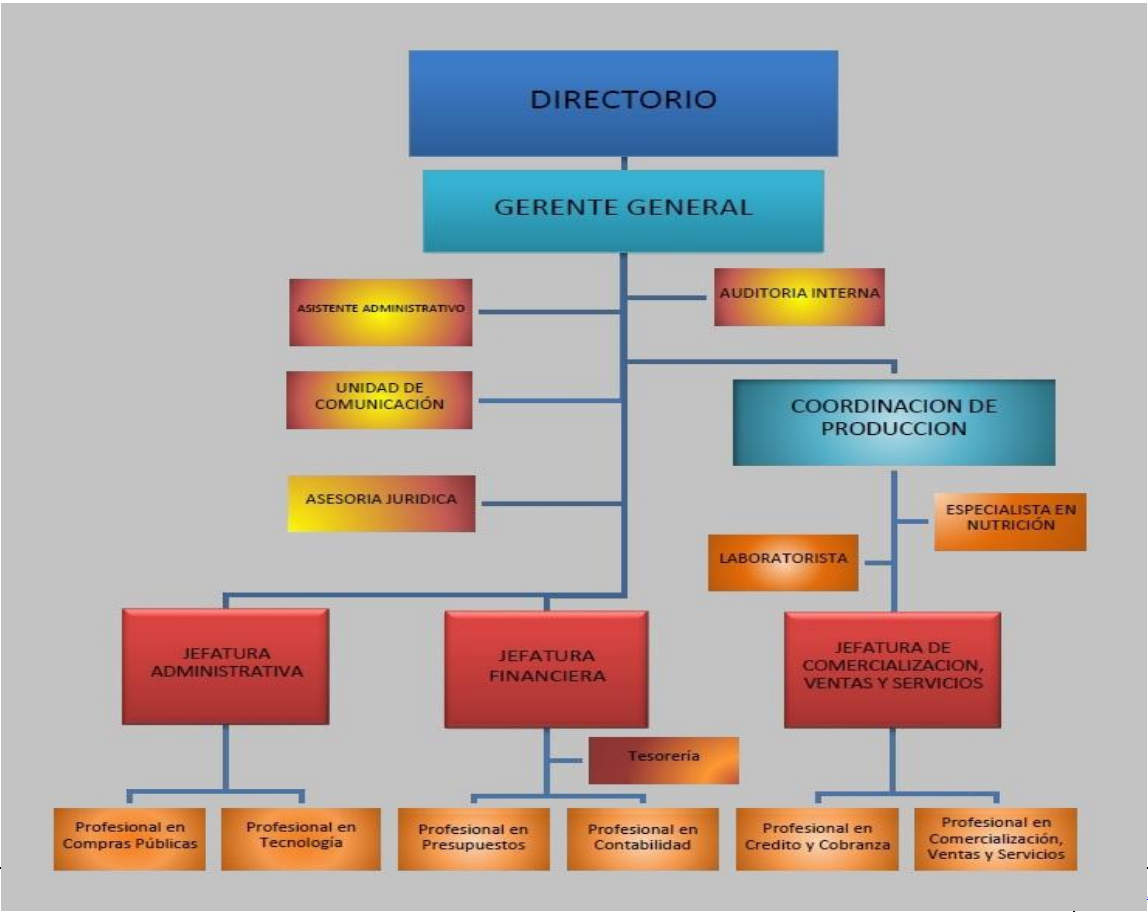 DIRECTORIO
GERENTE GENERAL
ASISTENTE ADMINISTRATIVO
AUDITORIA INTERNA
UNIDAD DE
COMUNICACIÓN
COORDINACION DE
PRODUCCION
ASESORIA JURIDICA
ESPECIALISTA EN
NUTRICIÓN
LABORATORISTA
JEFATURA
ADMINISTRATIVA
JEFATURA
FINANCIERA
JEFATURA DE
COMERCIALIZACION,
VENTAS Y SERVICIOS
Tesorería
Profesional en
Compras Públicas
Profesional en
Tecnología
Profesional en
Presupuestos
Profesional en
Contabilidad
Profesional en
Credito y Cobranza
Profesional en
Comercialización,
Ventas y Servicios